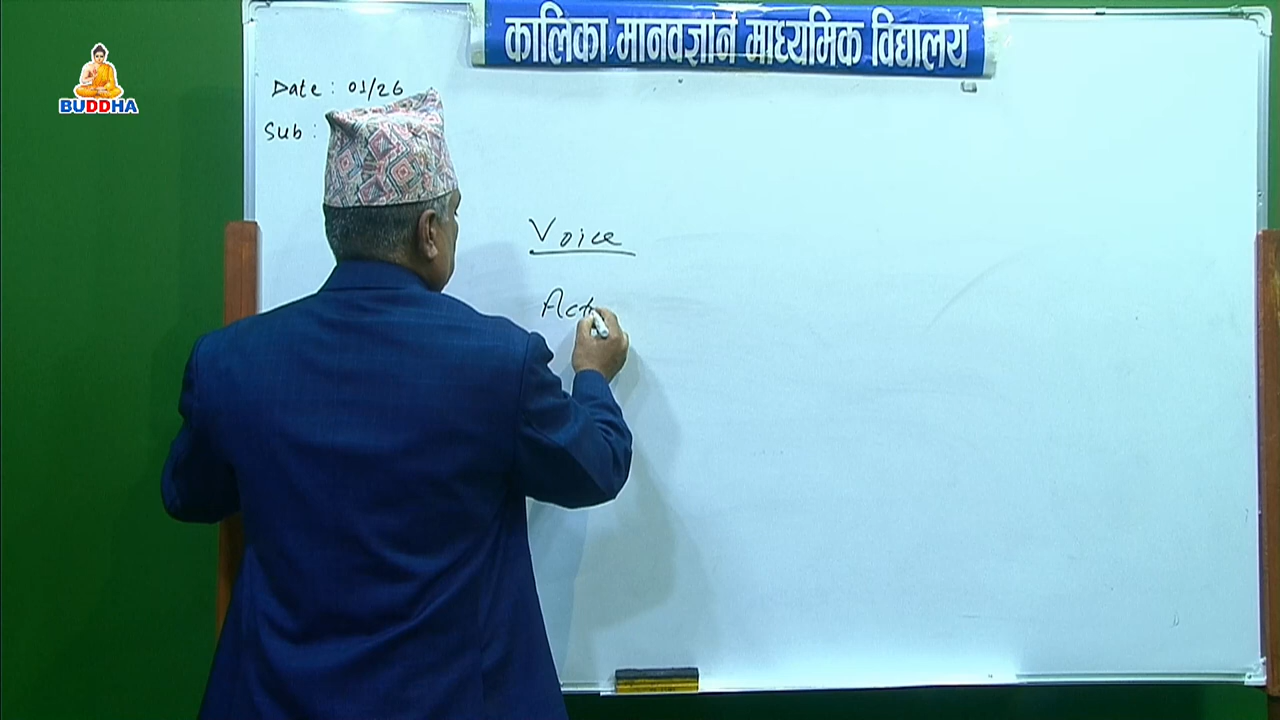 कालिका मानवज्ञान माध्यमिक विद्यालय
BUDDHA
Date : 01/26
Sub :
Voice
Act